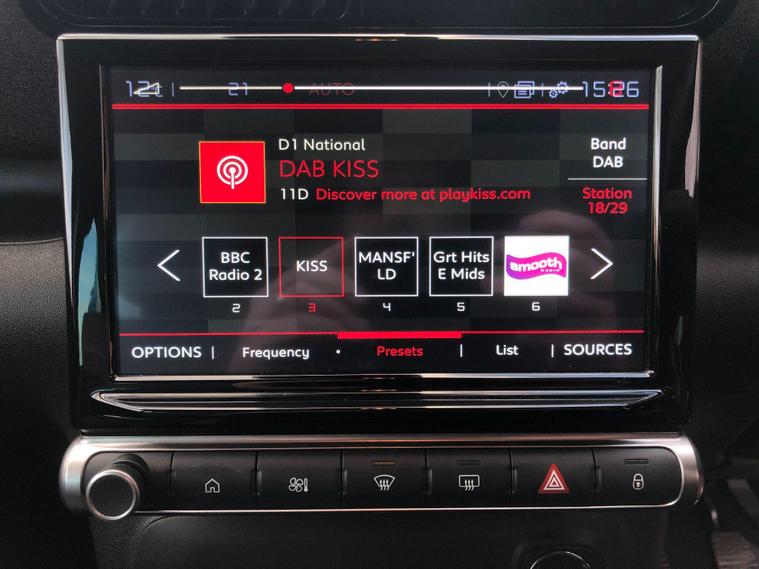 21
AUTO
15:26
D1 National
DAB KISS
11D Discover more at playkiss.com
Band
DAB
Station
18/29
BBC
Radio 2
KISS
MANSF'
LD
Grt Hits
E Mids
smooth
RADIO
2
3
4
5
6
OPTIONS
Frequency
Presets
List
SOURCES